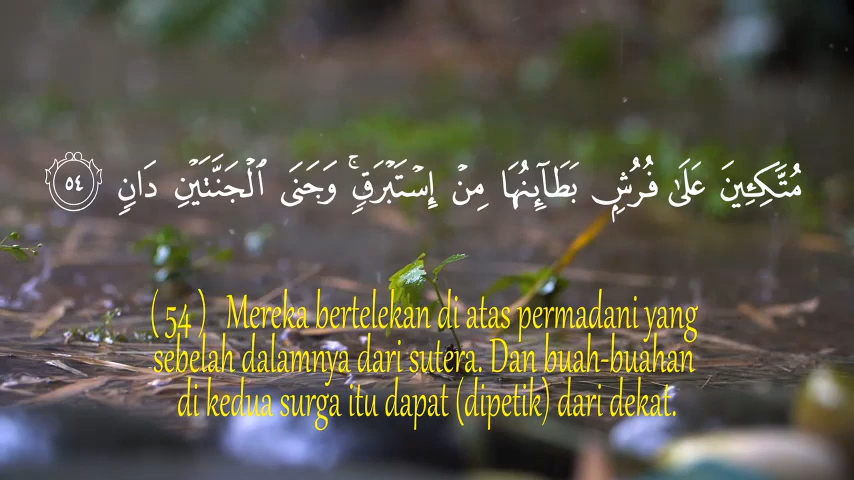 مُتَّكِـِٔينَ عَلَىٰ فُرُشِۭ بَطَآئِنُهَا مِنْ إِسْتَبْرَقٍۢ ۚ وَجَنَى ٱلْجَنَّتَيْنِ دَانٍۢ ٥٤
( 54 ) Mereka bertelekan di atas permadani yang
sebelah dalamnya dari sutera. Dan buah-buahan
di kedua surga itu dapat (dipetik) dari dekat.